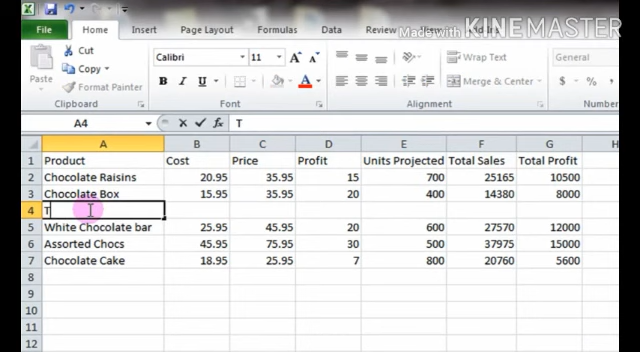 Made with KINEMASTER
File Home Insert Page Layout Formulas Data
Cut
Copy
Format Painter
Paste
Clipboard
Calibri 11 A A
B I U A
Font
Wrap Text
Merge & Center
Alignment
General
$ % ,
Number
A4 fx T
A B C D E F G H
1 Product Cost Price Profit Units Projected Total Sales Total Profit
2 Chocolate Raisins 20.95 35.95 15 700 25165 10500
3 Chocolate Box 15.95 35.95 20 400 14380 8000
4 T
5 White Chocolate bar 25.95 45.95 20 600 27570 12000
6 Assorted Chocs 45.95 75.95 30 500 37975 15000
7 Chocolate Cake 18.95 25.95 7 800 20760 5600
8
9
10
11
12